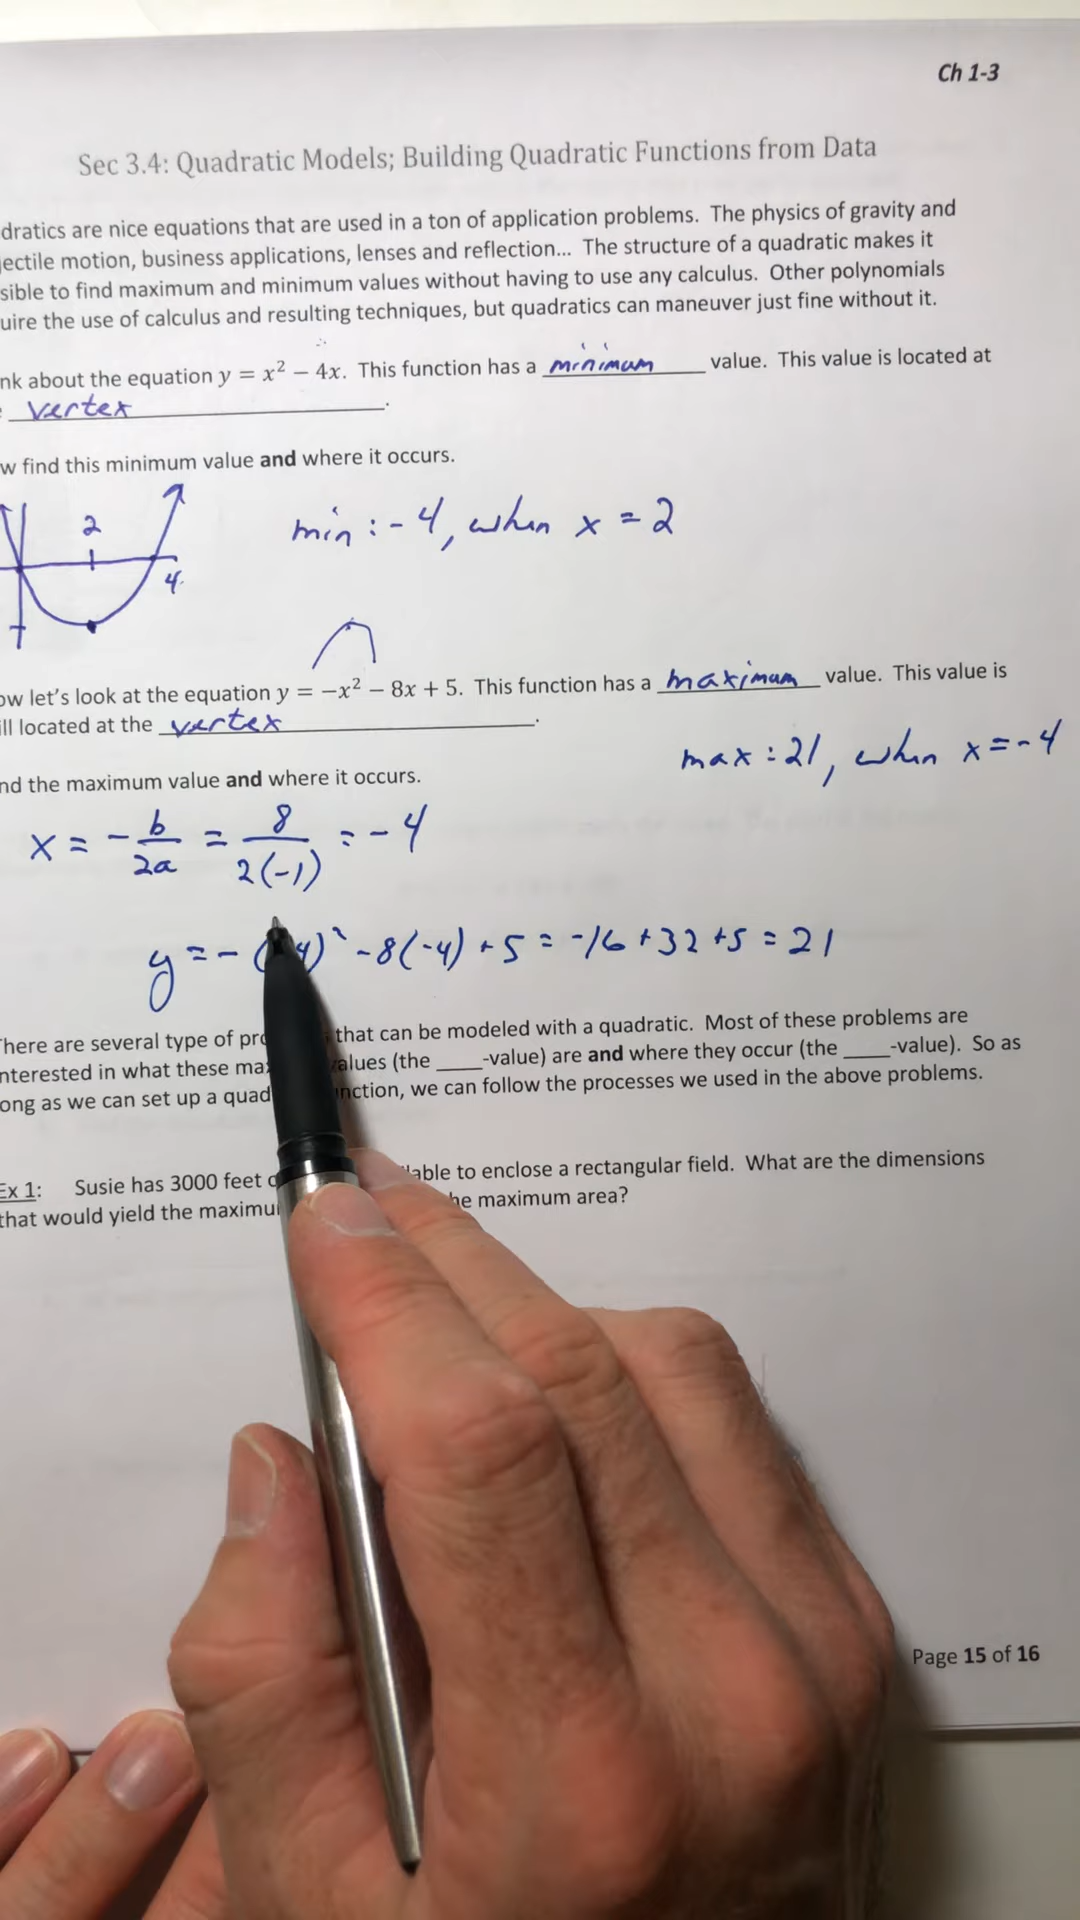 Ch 1-3
Sec 3.4: Quadratic Models; Building Quadratic Functions from Data
dratics are nice equations that are used in a ton of application problems. The physics of gravity and
jectile motion, business applications, lenses and reflection... The structure of a quadratic makes it
sible to find maximum and minimum values without having to use any calculus. Other polynomials
uire the use of calculus and resulting techniques, but quadratics can maneuver just fine without it.
nk about the equation y = x² − 4x. This function has a minimum value. This value is located at
vertex.
w find this minimum value and where it occurs.
min: -4, when x = 2
2
4
ow let's look at the equation y = −x² − 8x + 5. This function has a maximum value. This value is
ill located at the vertex.
max: 21, when x = -4
nd the maximum value and where it occurs.
x = -b/2a = 8/2(-1) = -4
y = -( 4)² - 8(-4) + 5 = -16 + 32 + 5 = 21
There are several type of pro that can be modeled with a quadratic. Most of these problems are
nterested in what these ma alues (the ____-value) are and where they occur (the ____-value). So as
ong as we can set up a quad nction, we can follow the processes we used in the above problems.
Ex 1: Susie has 3000 feet lable to enclose a rectangular field. What are the dimensions
that would yield the maximu he maximum area?
Page 15 of 16